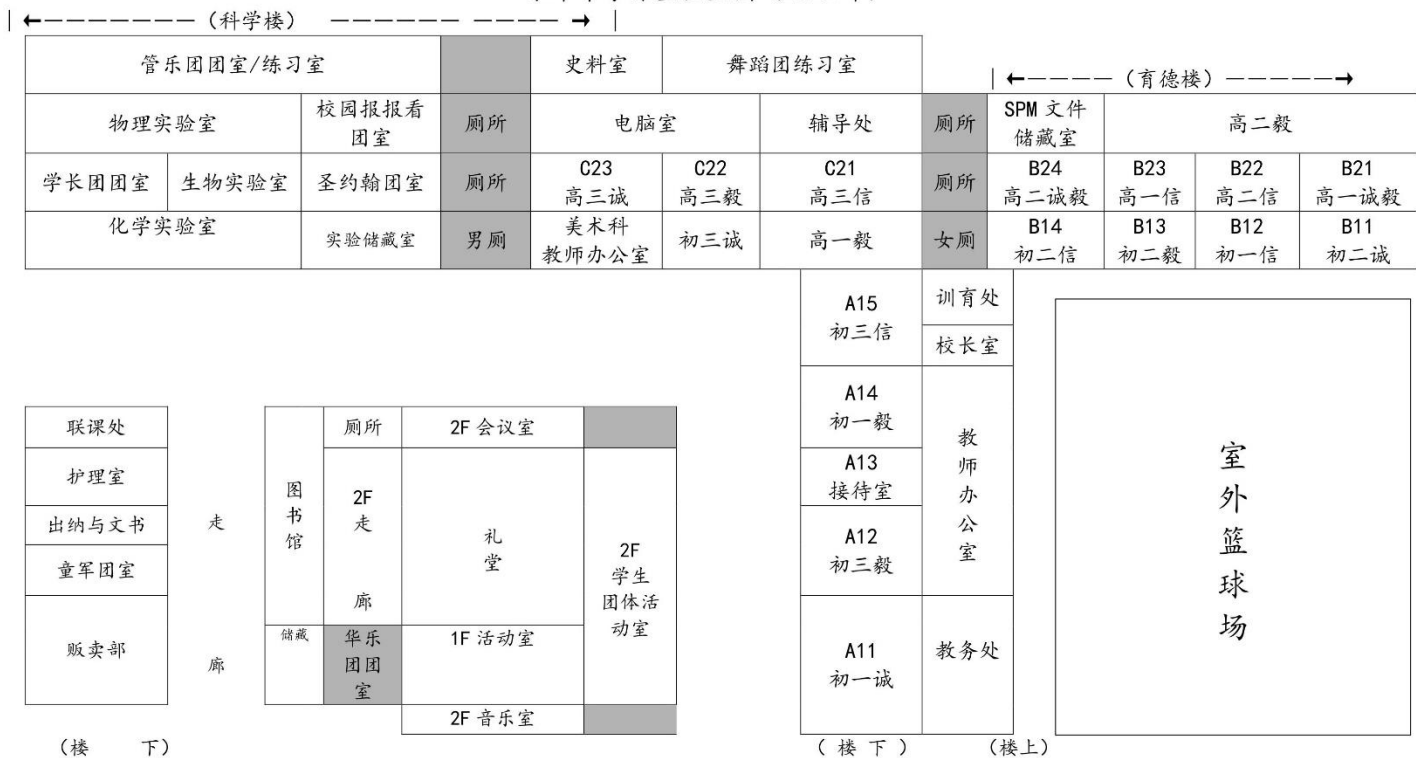 （科学楼）
管乐团团室/练习室
史料室
舞蹈团练习室
（育德楼）
物理实验室
校园报报看
团室
厕所
电脑室
辅导处
厕所
SPM 文件
储藏室
高二毅
学长团团室
生物实验室
圣约翰团室
厕所
C23
高三诚
C22
高三毅
C21
高三信
厕所
B24
高二诚毅
B23
高一信
B22
高二信
B21
高一诚毅
化学实验室
实验储藏室
男厕
美术科
教师办公室
初三诚
高一毅
女厕
B14
初二信
B13
初二毅
B12
初一信
B11
初二诚
A15
初三信
训育处
校长室
A14
初一毅
A13
接待室
A12
初三毅
A11
初一诚
教师办公室
教务处
室外篮球场
联课处
护理室
出纳与文书
童军团室
贩卖部
走廊
图书馆
储藏
厕所
2F
走廊
华乐
团团
室
2F 会议室
礼堂
1F 活动室
2F 音乐室
2F
学生
团体活
动室
（楼 下）
（楼下）
（楼上）